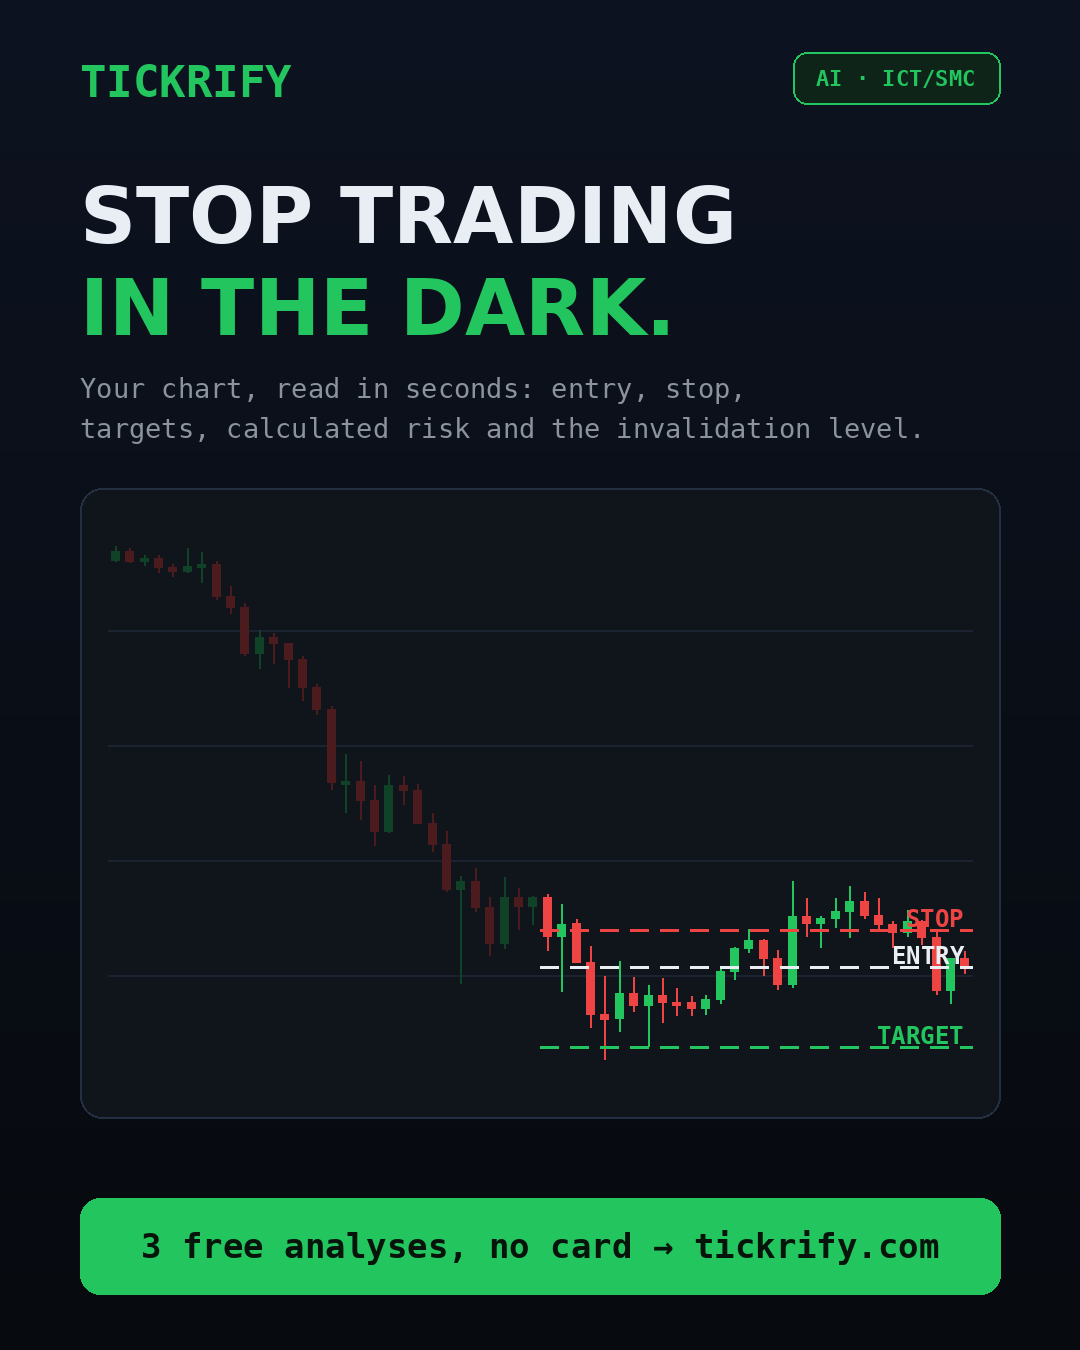 TICKRIFY
AI · ICT/SMC
STOP TRADING
IN THE DARK.
Your chart, read in seconds: entry, stop,
targets, calculated risk and the invalidation level.
STOP
ENTRY
TARGET
3 free analyses, no card → tickrify.com